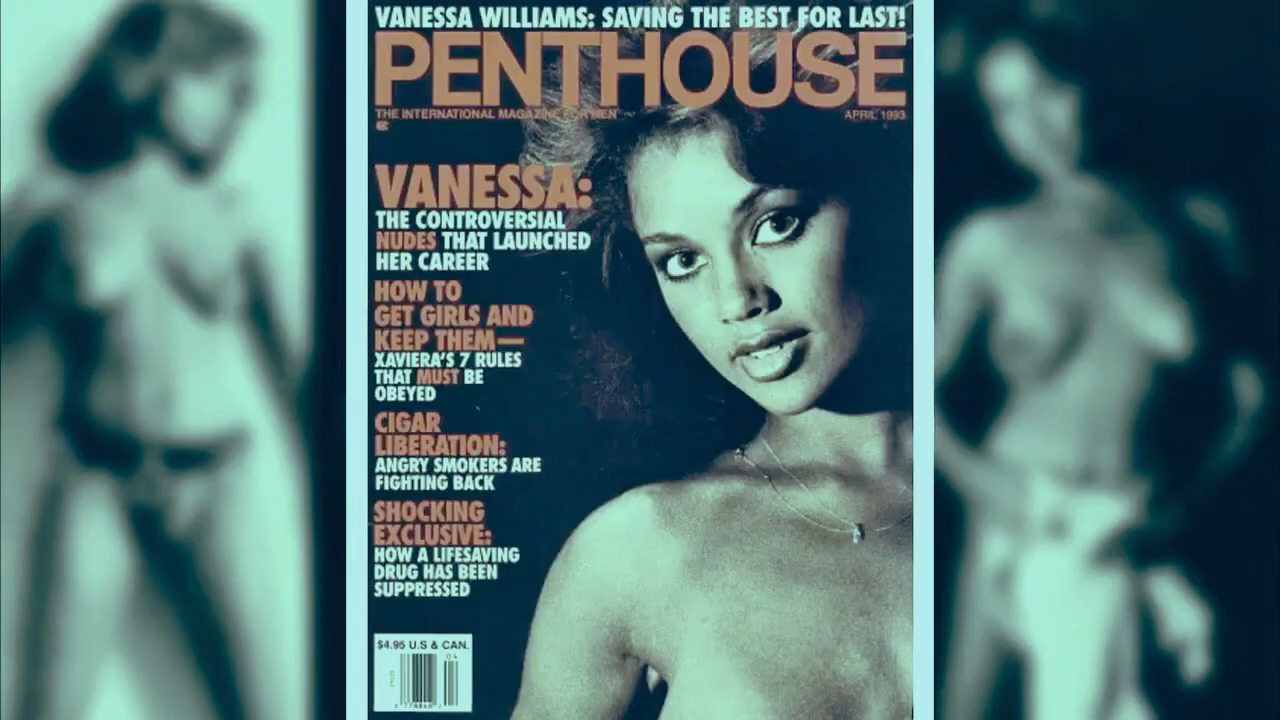 VANESSA WILLIAMS: SAVING THE BEST FOR LAST!
PENTHOUSE
THE INTERNATIONAL MAGAZINE FOR MEN
APRIL 1993
VANESSA:
THE CONTROVERSIAL
NUDES THAT LAUNCHED
HER CAREER
HOW TO
GET GIRLS AND
KEEP THEM—
XAVIERA'S 7 RULES
THAT MUST BE
OBEYED
CIGAR
LIBERATION:
ANGRY SMOKERS ARE
FIGHTING BACK
SHOCKING
EXCLUSIVE:
HOW A LIFESAVING
DRUG HAS BEEN
SUPPRESSED
$4.95 U.S & CAN.
04